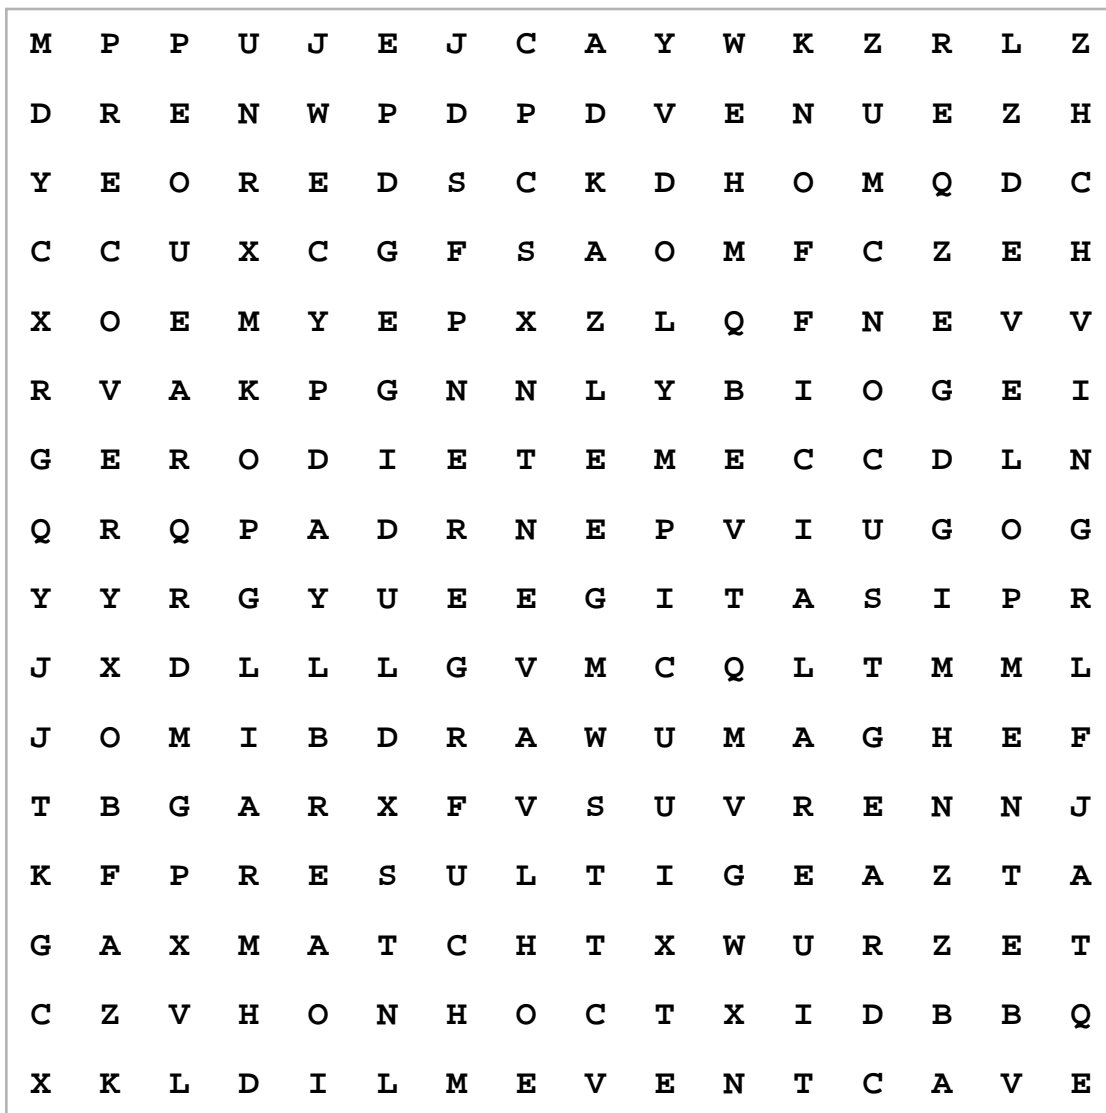 M P P U J E J C A Y W K Z R L Z
D R E N W P D P D V E N U E Z H
Y E O R E D S C K D H O M Q D C
C C U X C G F S A O M F C Z E H
X O E M Y E P X Z L Q F N E V V
R V A K P G N N L Y B I O G E I
G E R O D I E T E M E C C D L N
Q R Q P A D R N E P V I U G O G
Y Y R G Y U E E G I T A S I P R
J X D L L L G V M C Q L T M M L
J O M I B D R A W U M A G H E F
T B G A R X F V S U V R E N N J
K F P R E S U L T I G E A Z T A
G A X M A T C H T X W U R Z E T
C Z V H O N H O C T X I D B B Q
X K L D I L M E V E N T C A V E